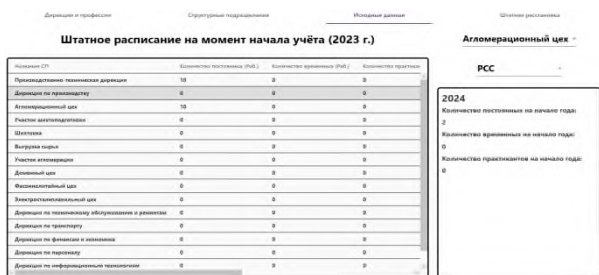 Дирекции и профессии
Структурные подразделения
Исходные данные
Штатная расстановка
Штатное расписание на момент начала учёта (2023 г.)
Агломерационный цех
РСС
Название СП Количество постоянных (Раб.) Количество временных (Раб.) Количество практикан
Производственно-техническая дирекция 10 0 0
Дирекция по производству 0 0 0
Агломерационный цех 10 0 0
Участок шихтоподготовки 0 0 0
Шихтовка 0 0 0
Выгрузка сырья 0 0 0
Участок агломерации 0 0 0
Доменный цех 0 0 0
Фасоннолитейный цех 0 0 0
Электросталеплавильный цех 0 0 0
Дирекция по техническому обслуживанию и ремонтам 0 0 0
Дирекция по транспорту 0 0 0
Дирекция по финансам и экономике 0 0 0
Дирекция по персоналу 0 0 0
Дирекция по информационным технологиям 0 0 0
2024
Количество постоянных на начало года:
2
Количество временных на начало года:
0
Количество практикантов на начало года:
0